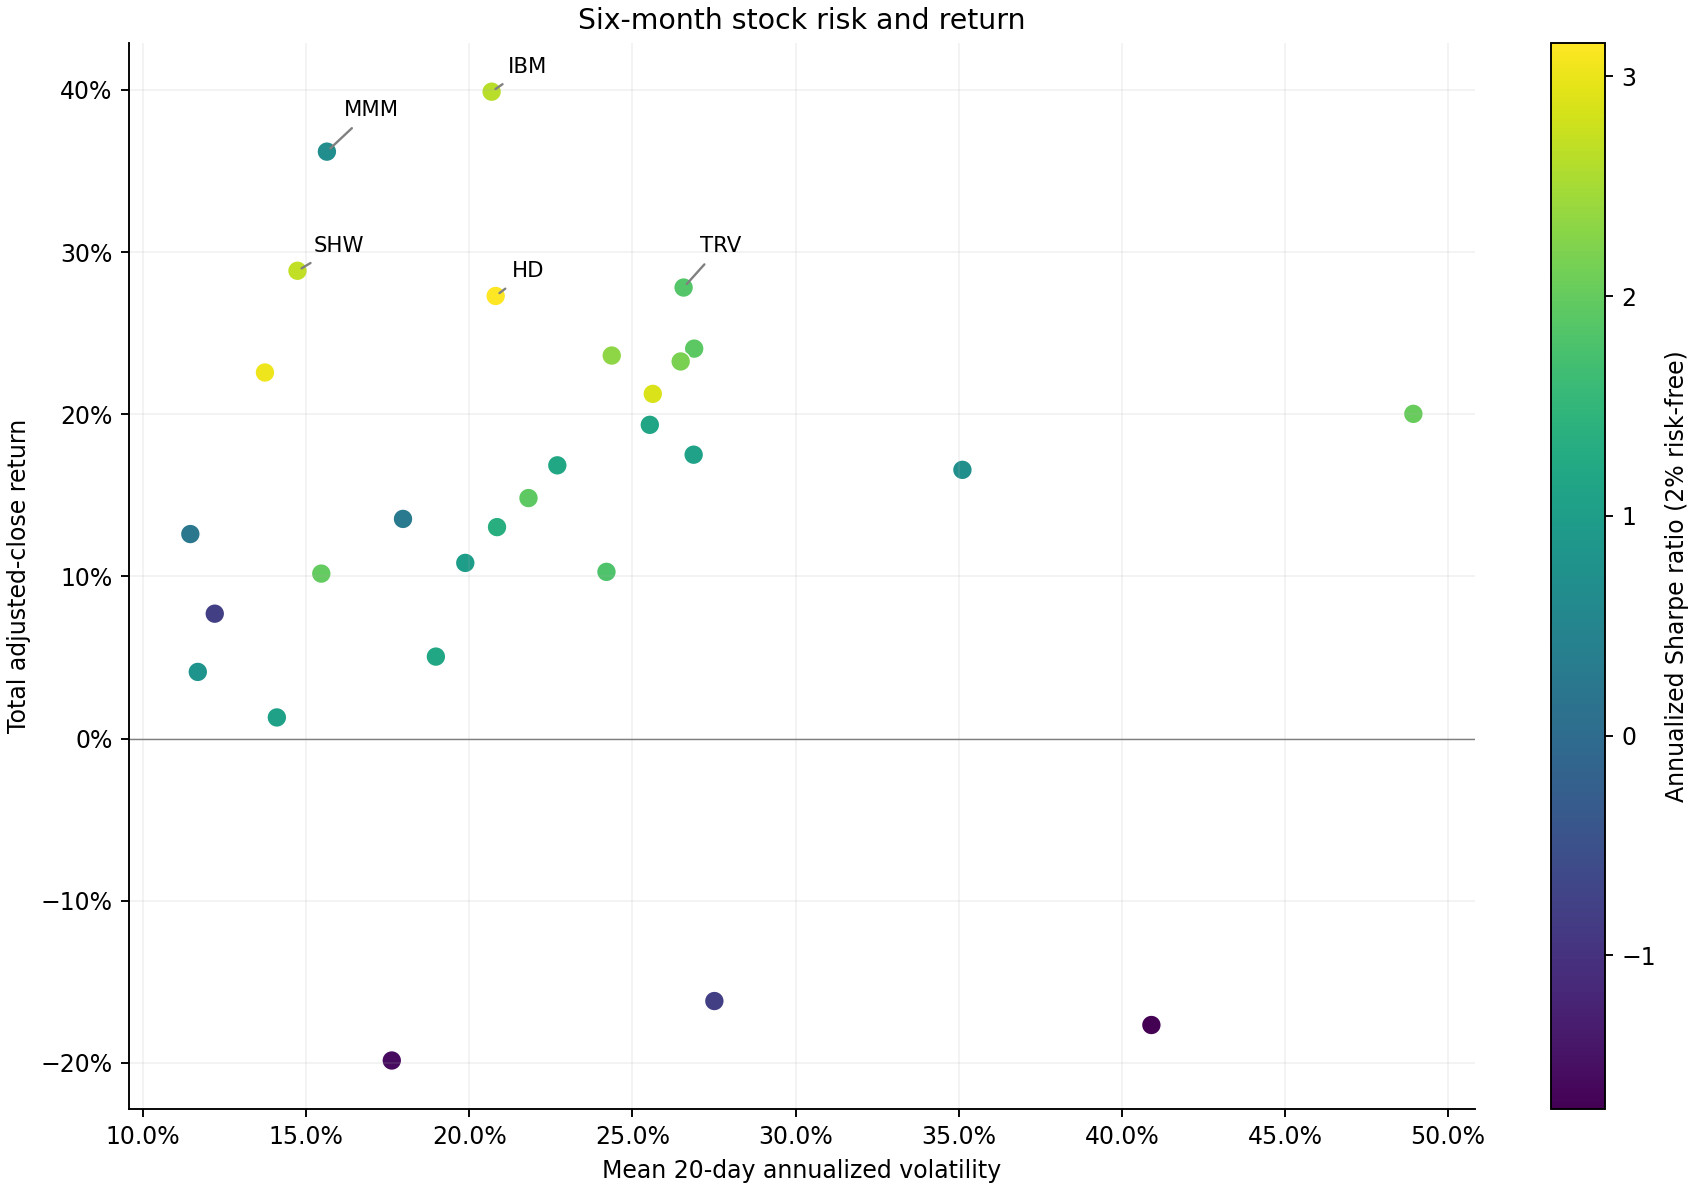 Six-month stock risk and return
IBM
MMM
SHW
HD
TRV
40%
30%
20%
10%
0%
−10%
−20%
Total adjusted-close return
10.0% 15.0% 20.0% 25.0% 30.0% 35.0% 40.0% 45.0% 50.0%
Mean 20-day annualized volatility
3
2
1
0
−1
Annualized Sharpe ratio (2% risk-free)